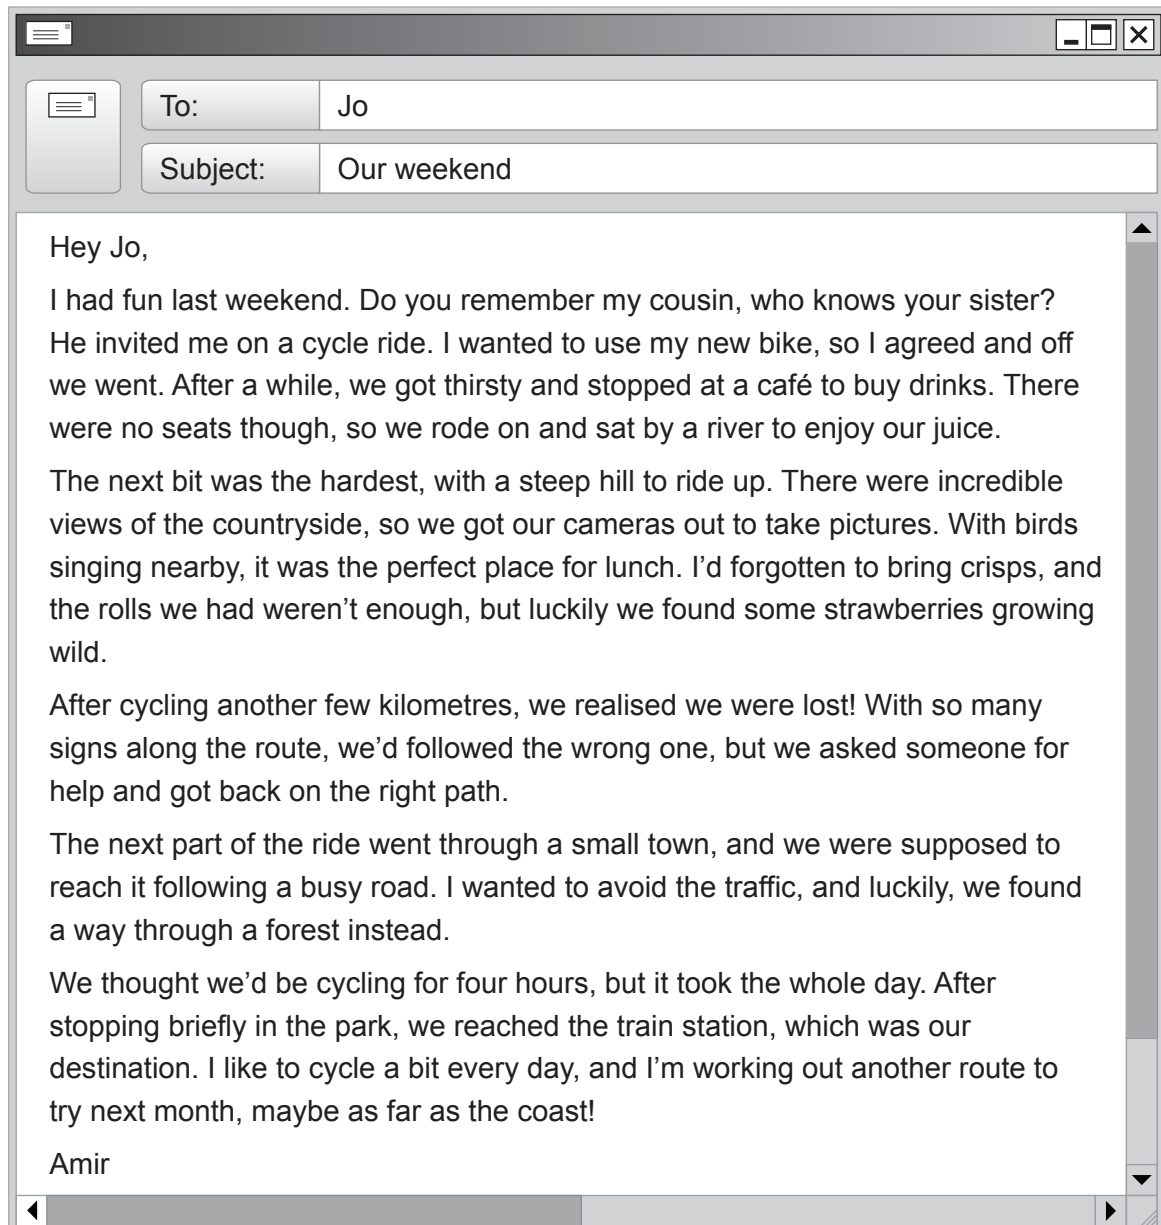 To:
Jo
Subject:
Our weekend
Hey Jo,
I had fun last weekend. Do you remember my cousin, who knows your sister?
He invited me on a cycle ride. I wanted to use my new bike, so I agreed and off
we went. After a while, we got thirsty and stopped at a café to buy drinks. There
were no seats though, so we rode on and sat by a river to enjoy our juice.
The next bit was the hardest, with a steep hill to ride up. There were incredible
views of the countryside, so we got our cameras out to take pictures. With birds
singing nearby, it was the perfect place for lunch. I’d forgotten to bring crisps, and
the rolls we had weren’t enough, but luckily we found some strawberries growing
wild.
After cycling another few kilometres, we realised we were lost! With so many
signs along the route, we’d followed the wrong one, but we asked someone for
help and got back on the right path.
The next part of the ride went through a small town, and we were supposed to
reach it following a busy road. I wanted to avoid the traffic, and luckily, we found
a way through a forest instead.
We thought we’d be cycling for four hours, but it took the whole day. After
stopping briefly in the park, we reached the train station, which was our
destination. I like to cycle a bit every day, and I’m working out another route to
try next month, maybe as far as the coast!
Amir